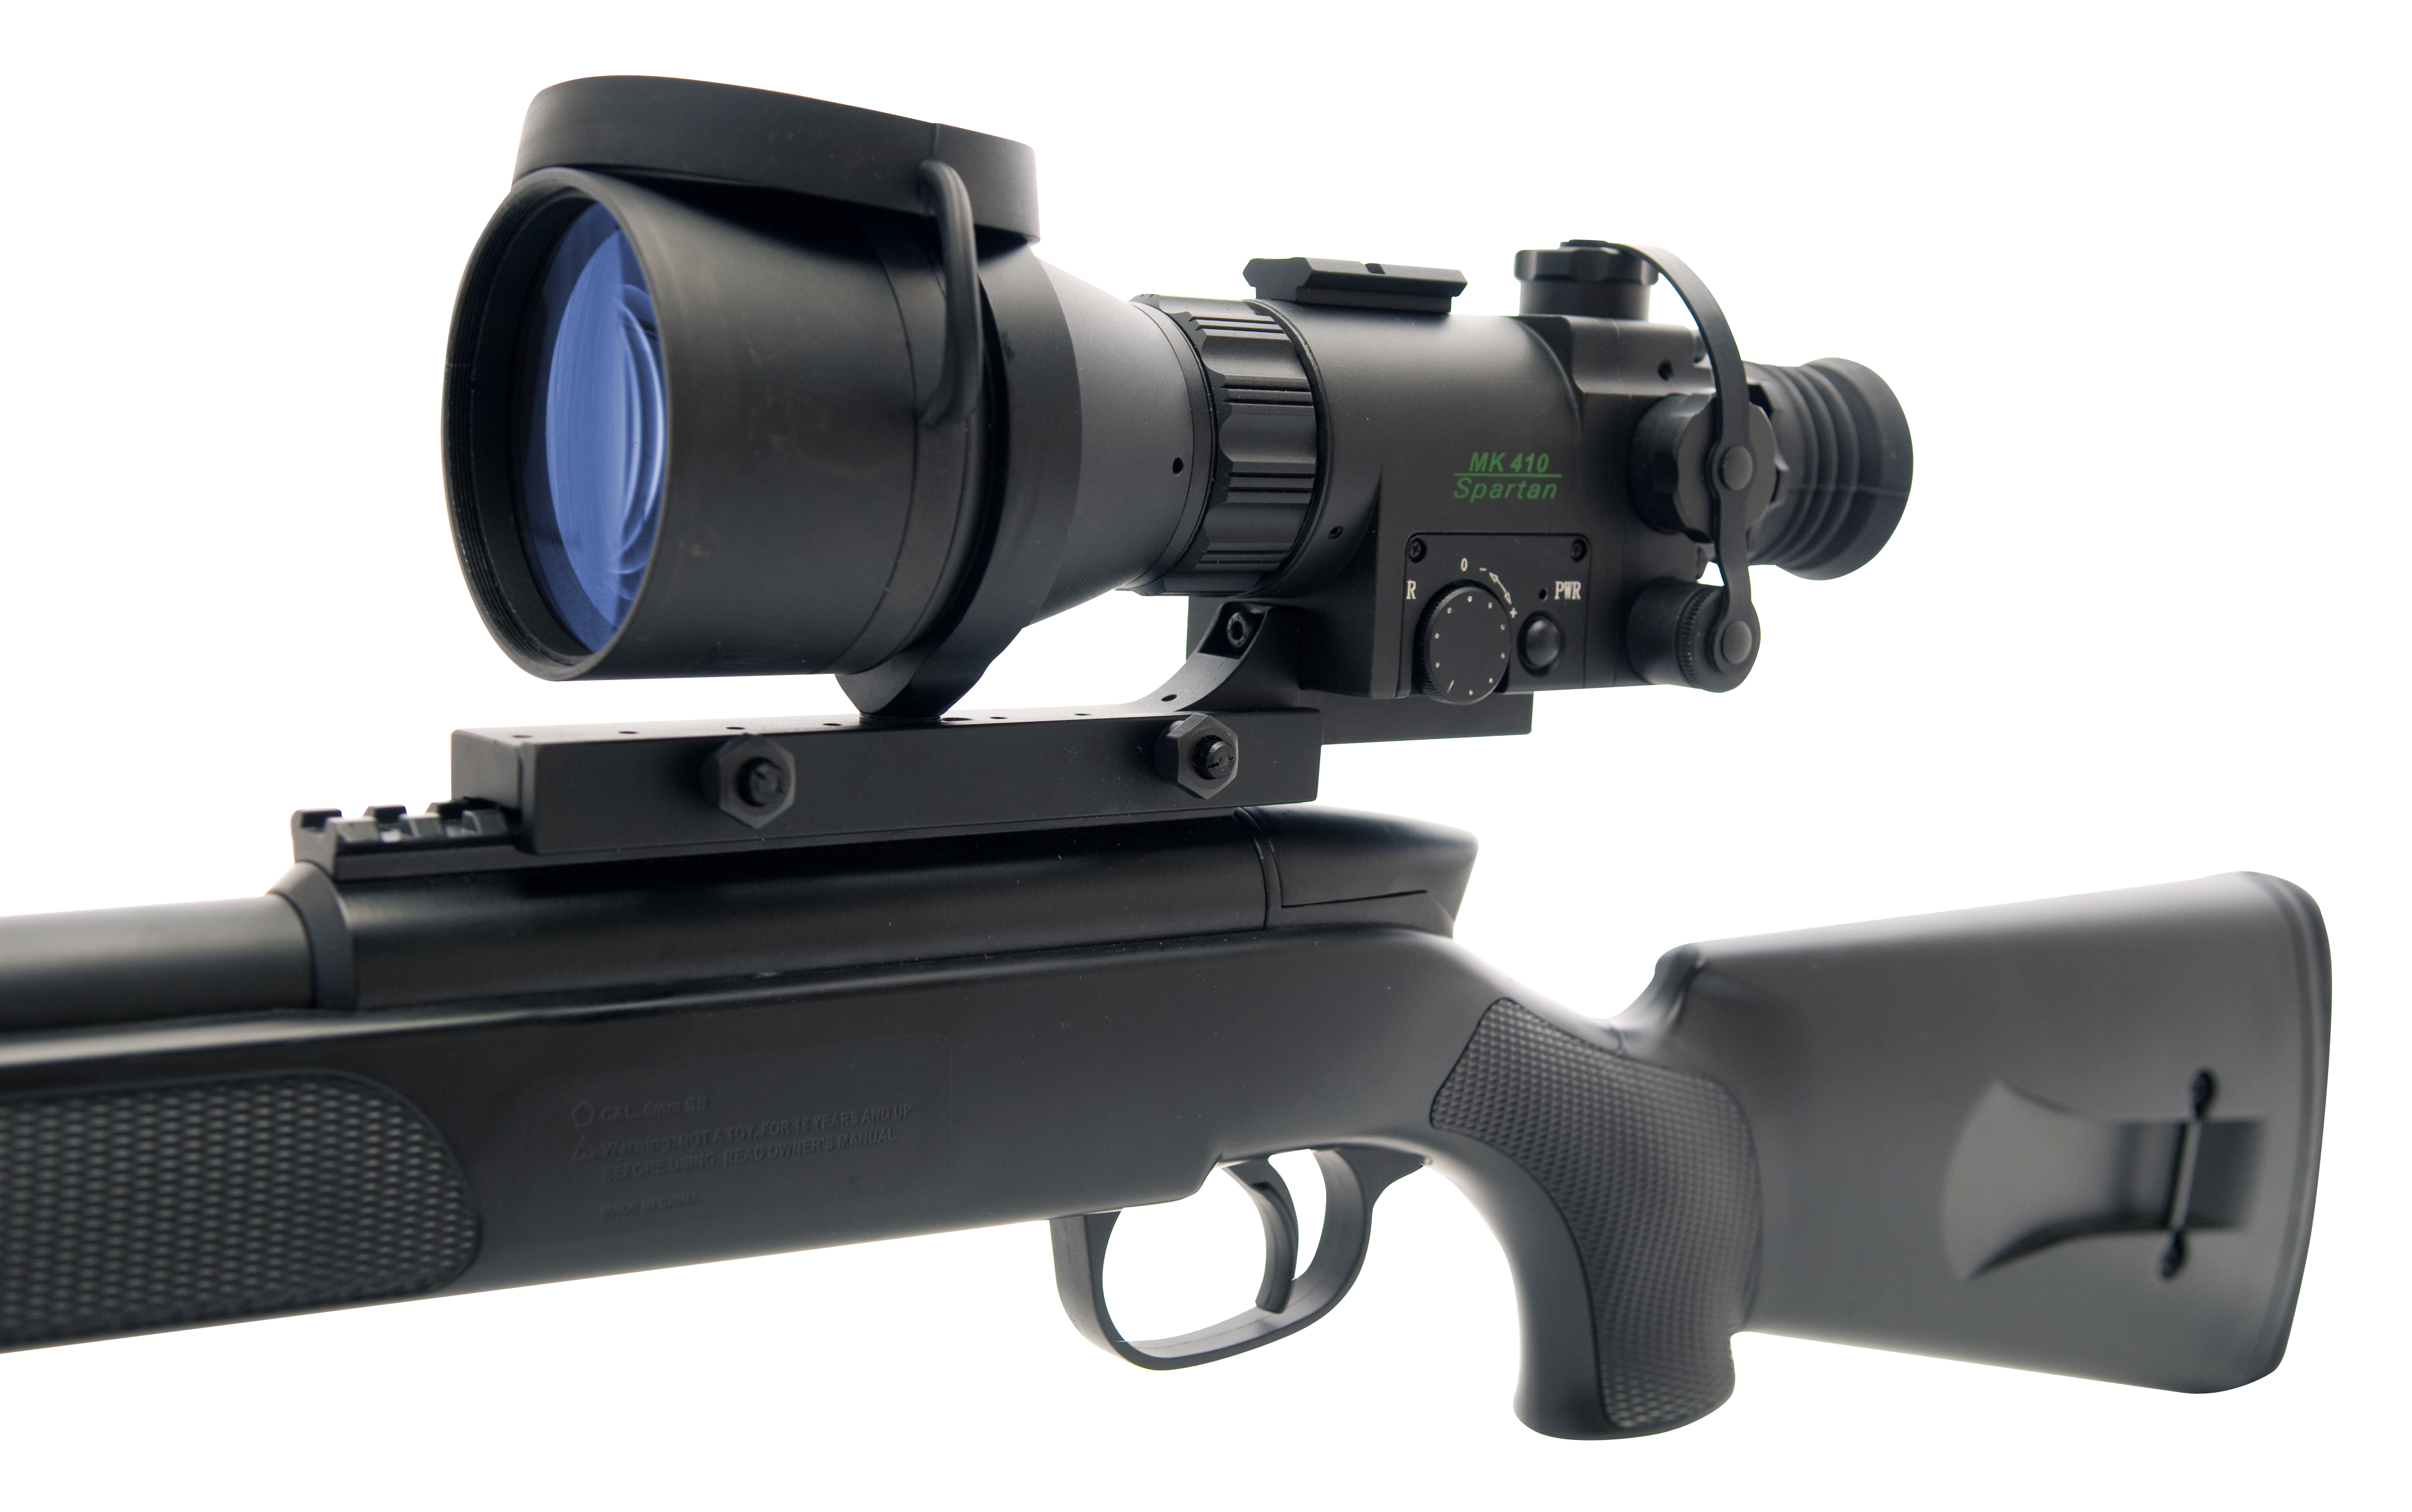 MK 410
Spartan
0 - +
R
PWR
CAL. 6mm BB
Warning: NOT A TOY. FOR 18 YEARS AND UP
BEFORE USING. READ OWNER'S MANUAL
MADE IN CHINA